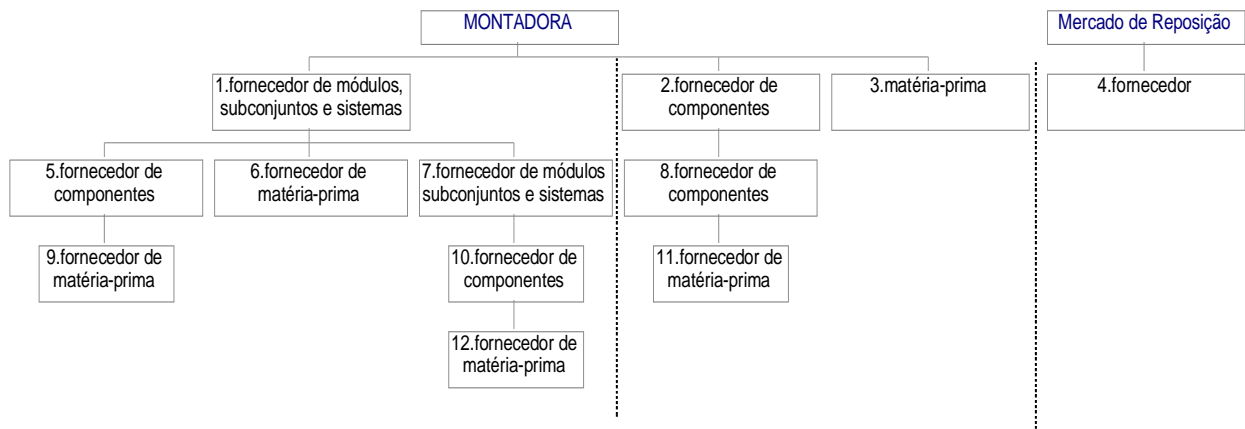 MONTADORA
Mercado de Reposição
1.fornecedor de módulos,
subconjuntos e sistemas
2.fornecedor de
componentes
3.matéria-prima
4.fornecedor
5.fornecedor de
componentes
6.fornecedor de
matéria-prima
7.fornecedor de módulos
subconjuntos e sistemas
8.fornecedor de
componentes
9.fornecedor de
matéria-prima
10.fornecedor de
componentes
11.fornecedor de
matéria-prima
12.fornecedor de
matéria-prima